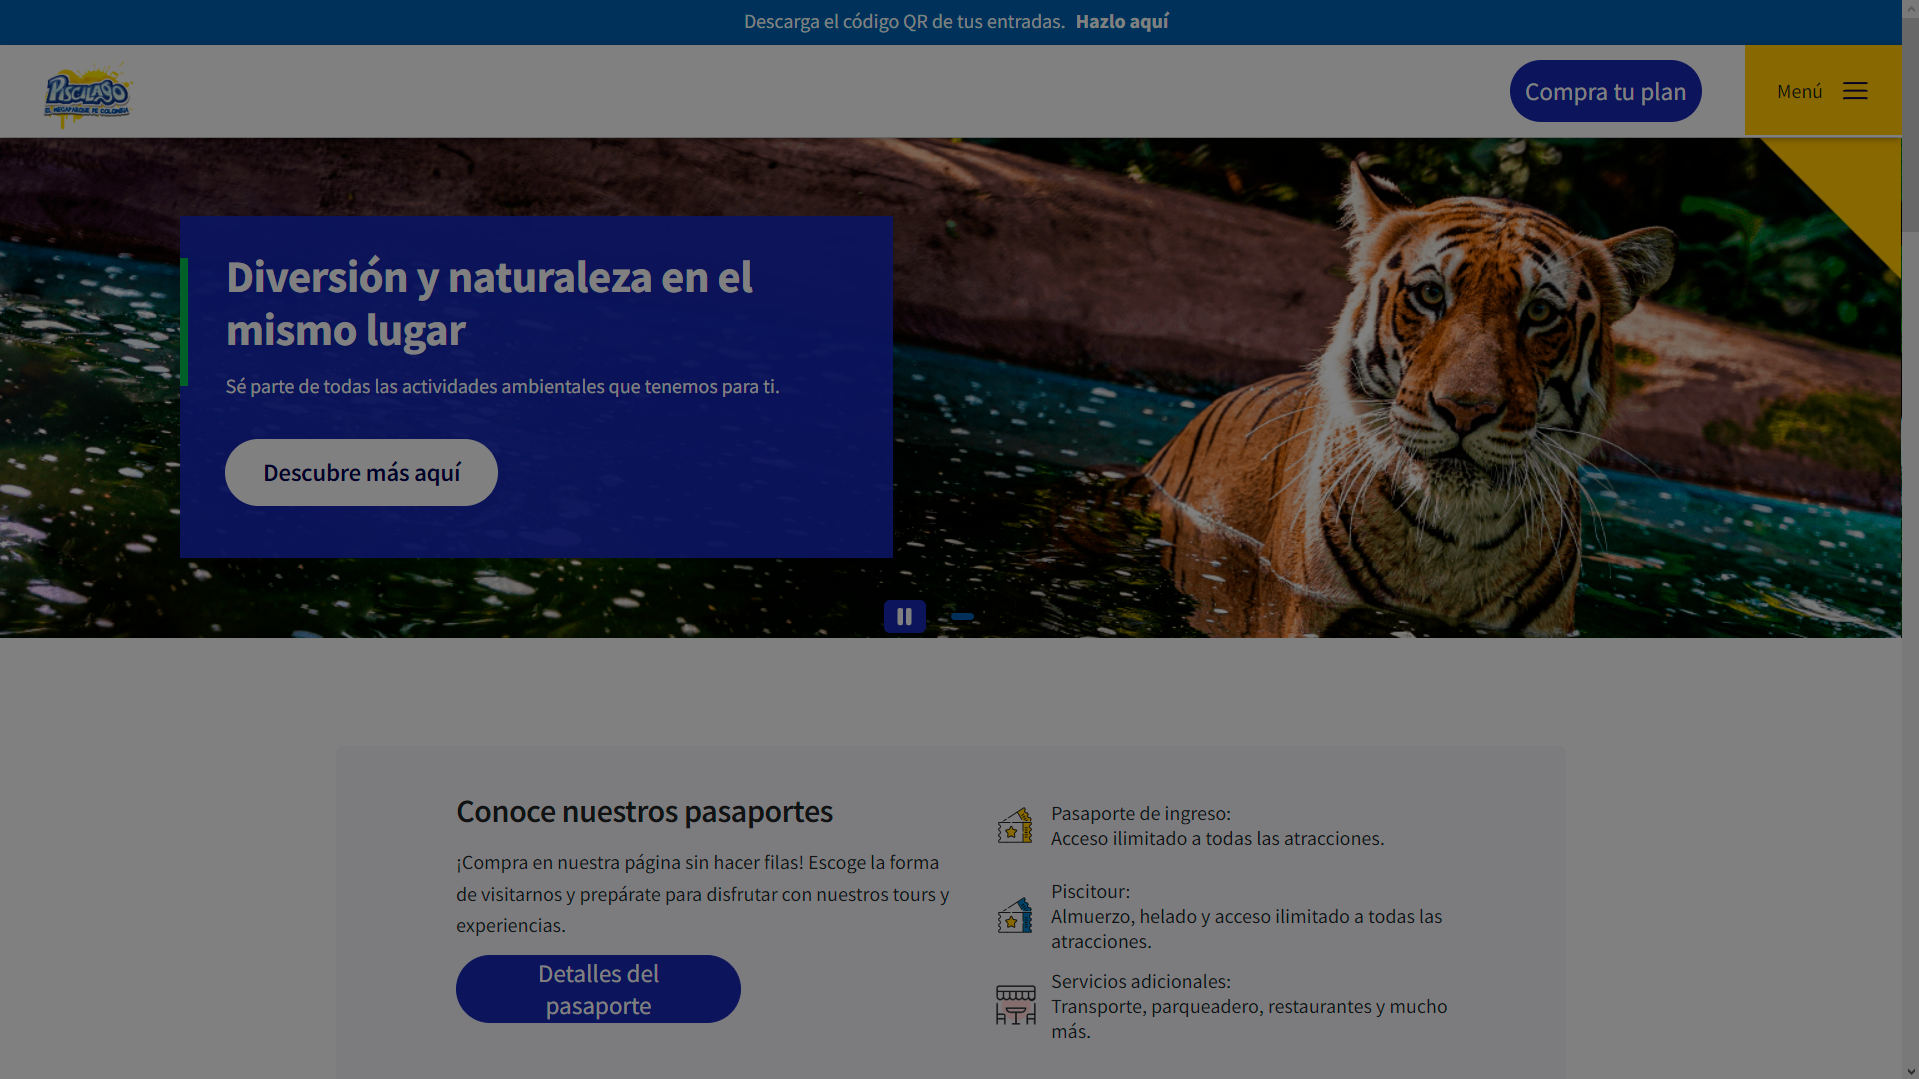 Descarga el código QR de tus entradas. Hazlo aquí
PISCILAGO
EL MEGAPARQUE DE COLOMBIA
Compra tu plan
Menú
Diversión y naturaleza en el
mismo lugar
Sé parte de todas las actividades ambientales que tenemos para ti.
Descubre más aquí
Conoce nuestros pasaportes
¡Compra en nuestra página sin hacer filas! Escoge la forma
de visitarnos y prepárate para disfrutar con nuestros tours y
experiencias.
Detalles del
pasaporte
Pasaporte de ingreso:
Acceso ilimitado a todas las atracciones.
Piscitour:
Almuerzo, helado y acceso ilimitado a todas las
atracciones.
Servicios adicionales:
Transporte, parqueadero, restaurantes y mucho
más.